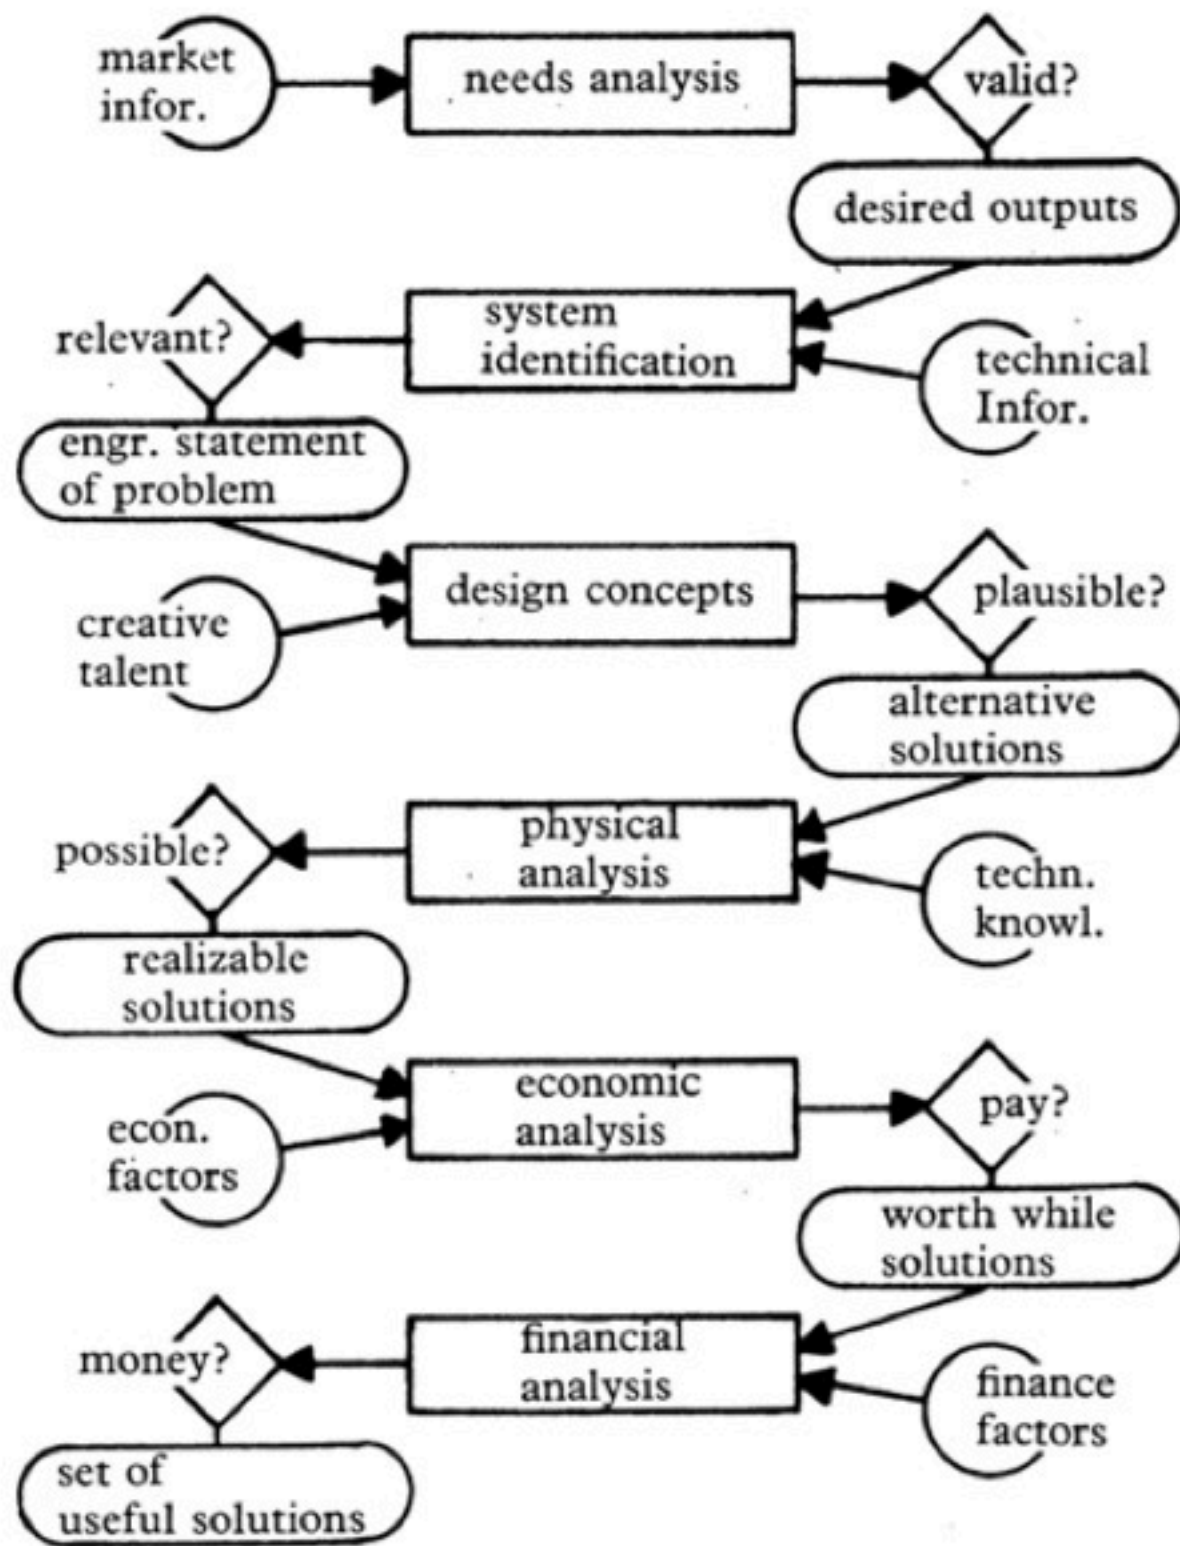 market
infor.
needs analysis
valid?
desired outputs
relevant?
system
identification
technical
Infor.
engr. statement
of problem
creative
talent
design concepts
plausible?
alternative
solutions
possible?
physical
analysis
techn.
knowl.
realizable
solutions
econ.
factors
economic
analysis
pay?
worth while
solutions
money?
financial
analysis
finance
factors
set of
useful solutions